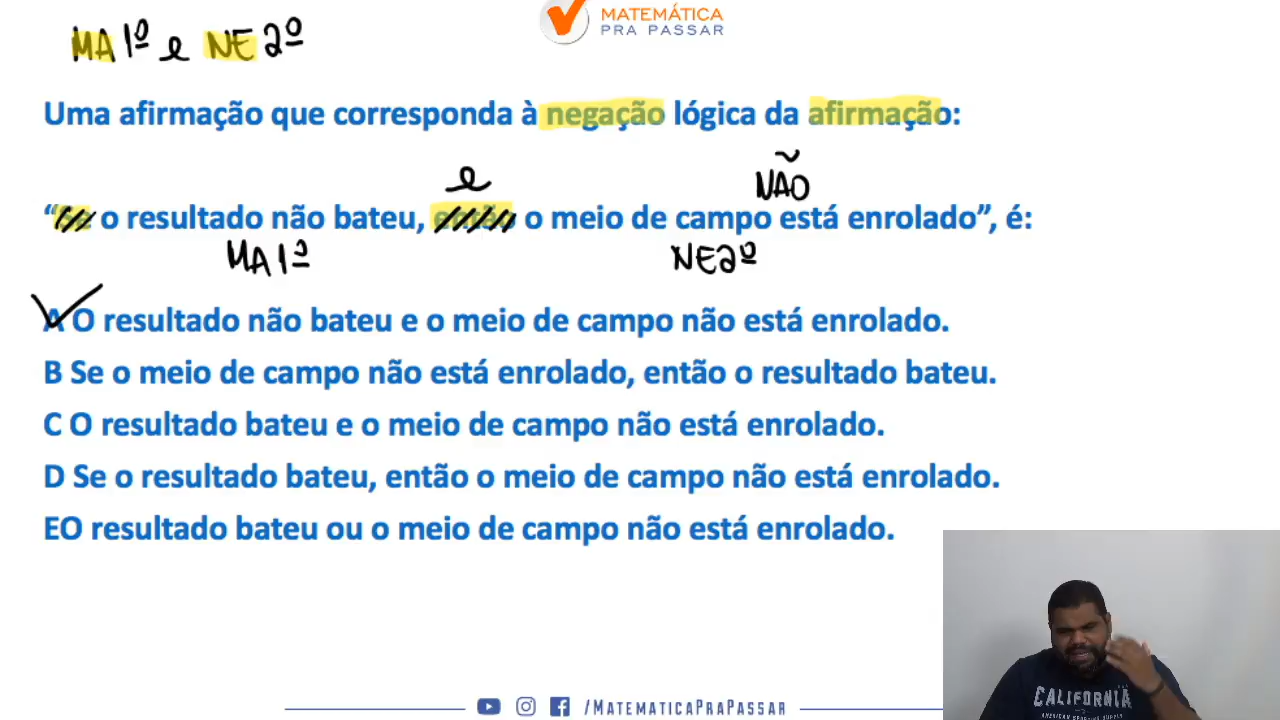 MATEMÁTICA
PRA PASSAR
MA 1º e NE 2º
Uma afirmação que corresponda à negação lógica da afirmação:
e NÃO
“Se o resultado não bateu, então o meio de campo está enrolado”, é:
MA 1º NE 2º
A O resultado não bateu e o meio de campo não está enrolado.
B Se o meio de campo não está enrolado, então o resultado bateu.
C O resultado bateu e o meio de campo não está enrolado.
D Se o resultado bateu, então o meio de campo não está enrolado.
EO resultado bateu ou o meio de campo não está enrolado.
CALIFORNIA
/MATEMATICAPRAPASSAR